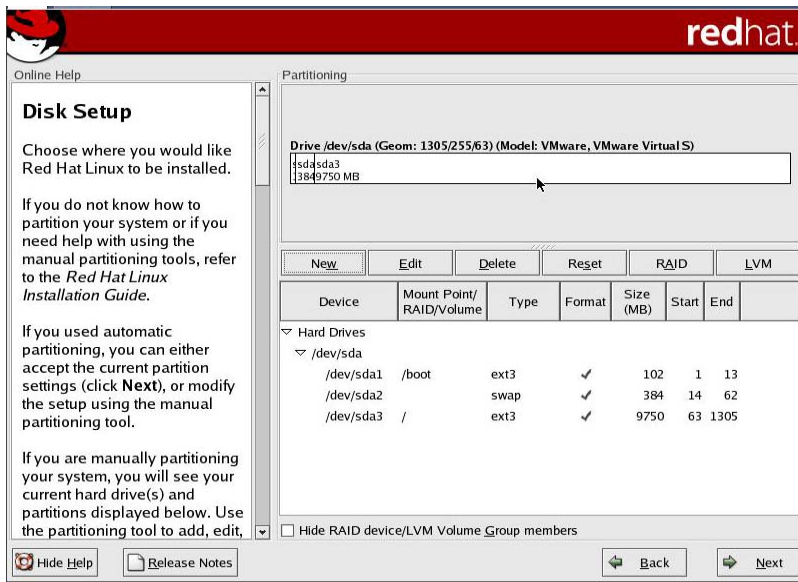 redhat.
Online Help
Disk Setup
Choose where you would like
Red Hat Linux to be installed.
If you do not know how to
partition your system or if you
need help with using the
manual partitioning tools, refer
to the Red Hat Linux
Installation Guide.
If you used automatic
partitioning, you can either
accept the current partition
settings (click Next), or modify
the setup using the manual
partitioning tool.
If you are manually partitioning
your system, you will see your
current hard drive(s) and
partitions displayed below. Use
the partitioning tool to add, edit,
Partitioning
Drive /dev/sda (Geom: 1305/255/63) (Model: VMware, VMware Virtual S)
sda3
9750 MB
New Edit Delete Reset RAID LVM
Device Mount Point/ RAID/Volume Type Format Size (MB) Start End
Hard Drives
/dev/sda
/dev/sda1 /boot ext3 102 1 13
/dev/sda2 swap 384 14 62
/dev/sda3 / ext3 9750 63 1305
Hide RAID device/LVM Volume Group members
Hide Help Release Notes Back Next